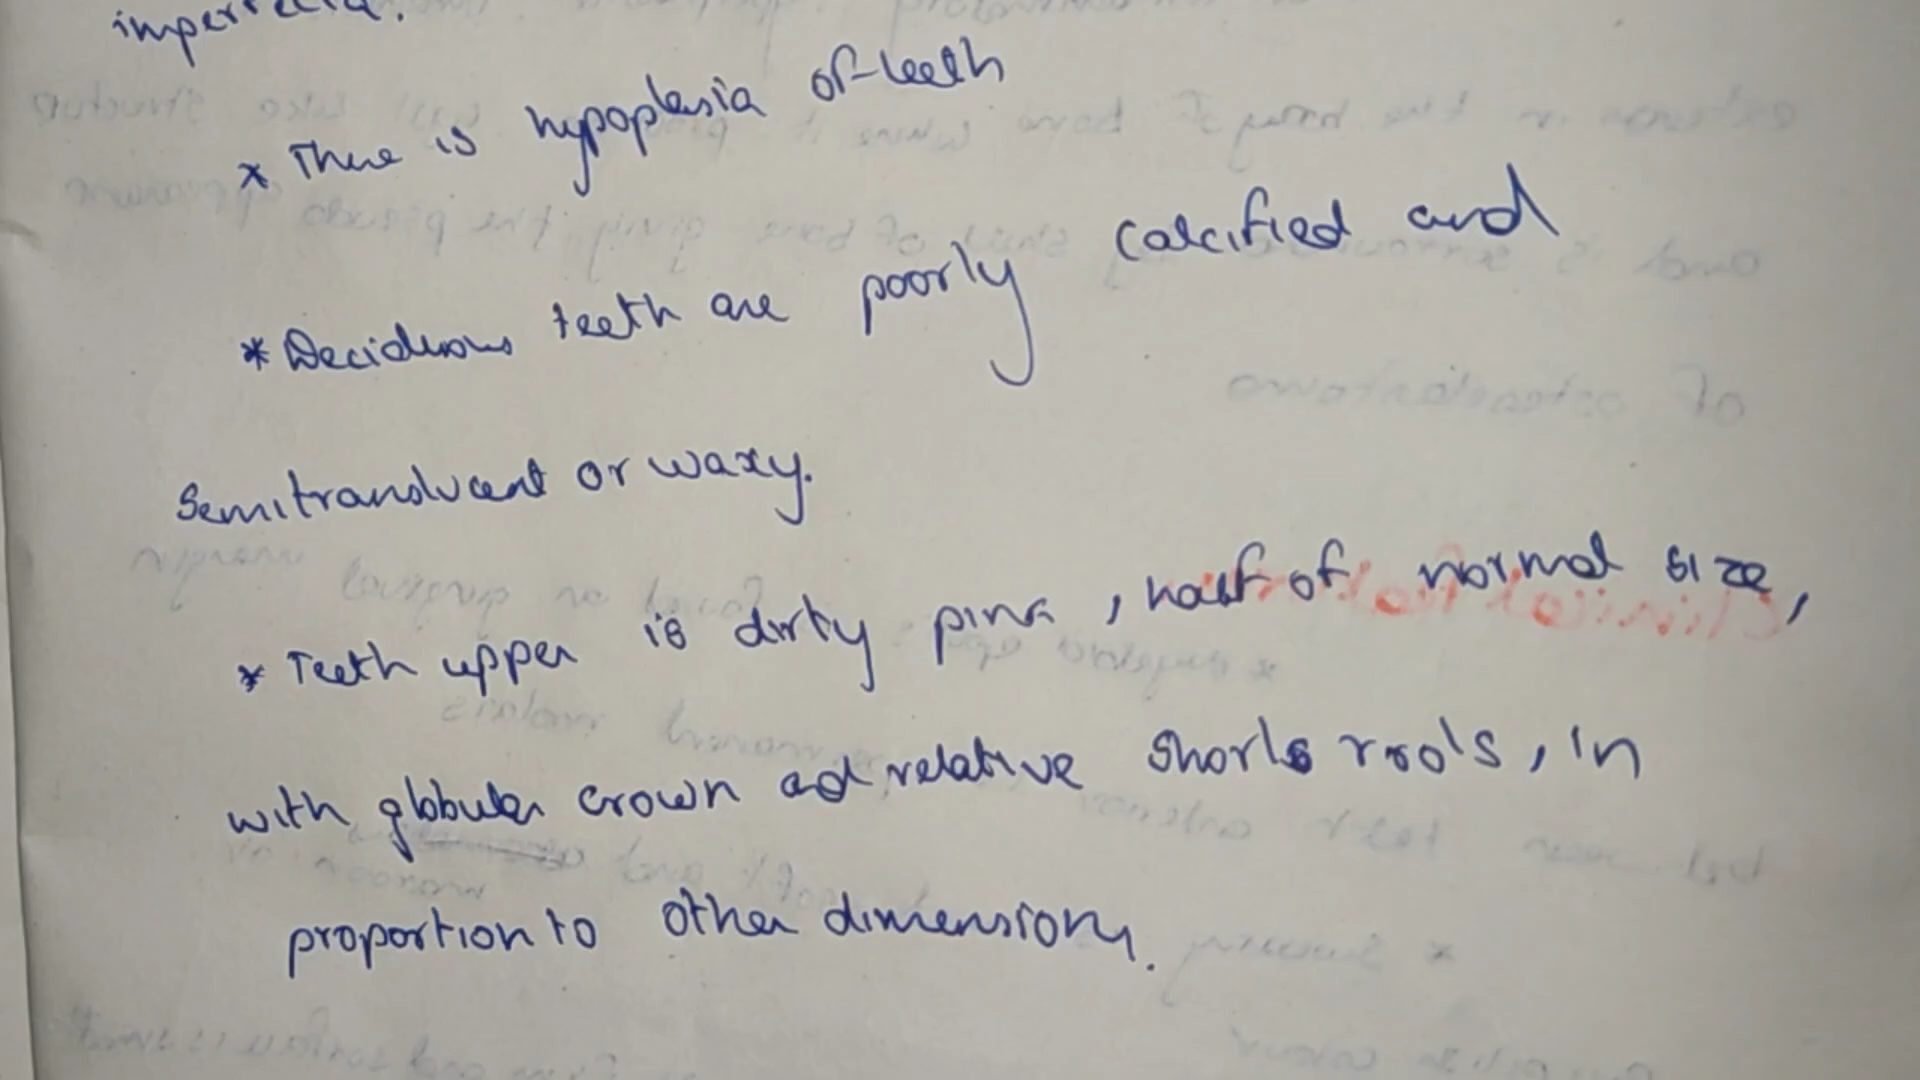 imperfecta.
* There is hypoplasia of teeth
* Deciduous teeth are poorly calcified and
Semitranslucent or waxy.
* Teeth upper is dirty pink, half of normal size,
with globular crown and relative shorts roots, in
proportion to other dimension.